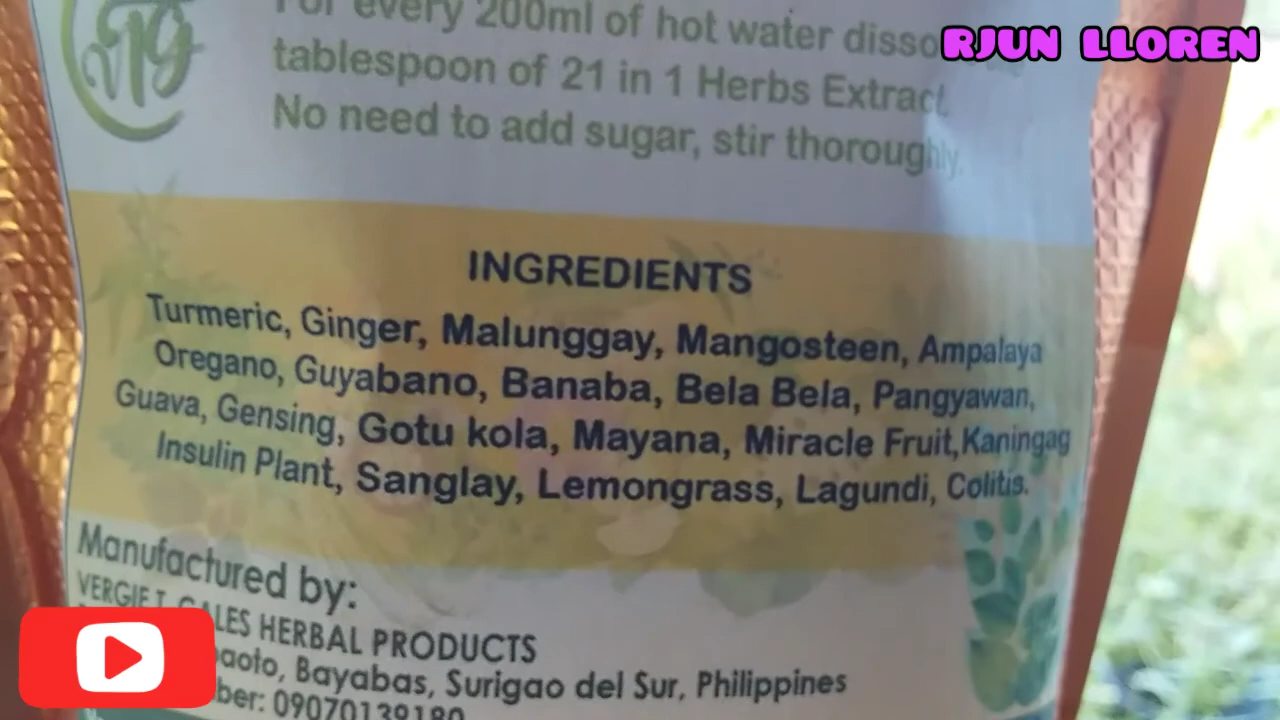 RJUN LLOREN
VTG
For every 200ml of hot water
tablespoon of 21 in 1 Herbs Extract.
No need to add sugar, stir thoroughly.
INGREDIENTS
Turmeric, Ginger, Malunggay, Mangosteen, Ampalaya
Oregano, Guyabano, Banaba, Bela Bela, Pangyawan,
Guava, Gensing, Gotu kola, Mayana, Miracle Fruit, Kaningag
Insulin Plant, Sanglay, Lemongrass, Lagundi, Colitis.
Manufactured by:
VERGIE T. GALES HERBAL PRODUCTS
Bayabas, Surigao del Sur, Philippines
09070139180